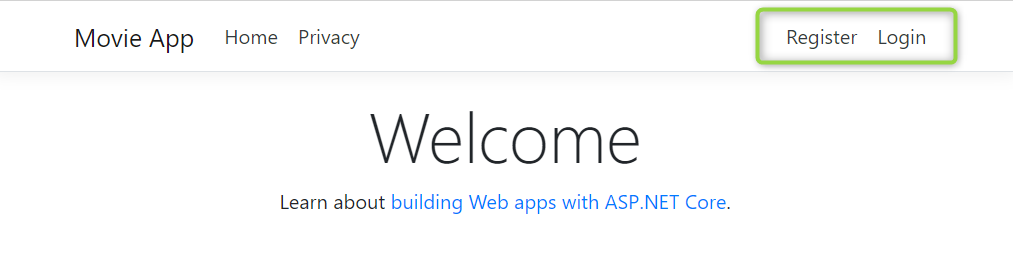 Movie App Home Privacy Register Login
Welcome
Learn about building Web apps with ASP.NET Core.